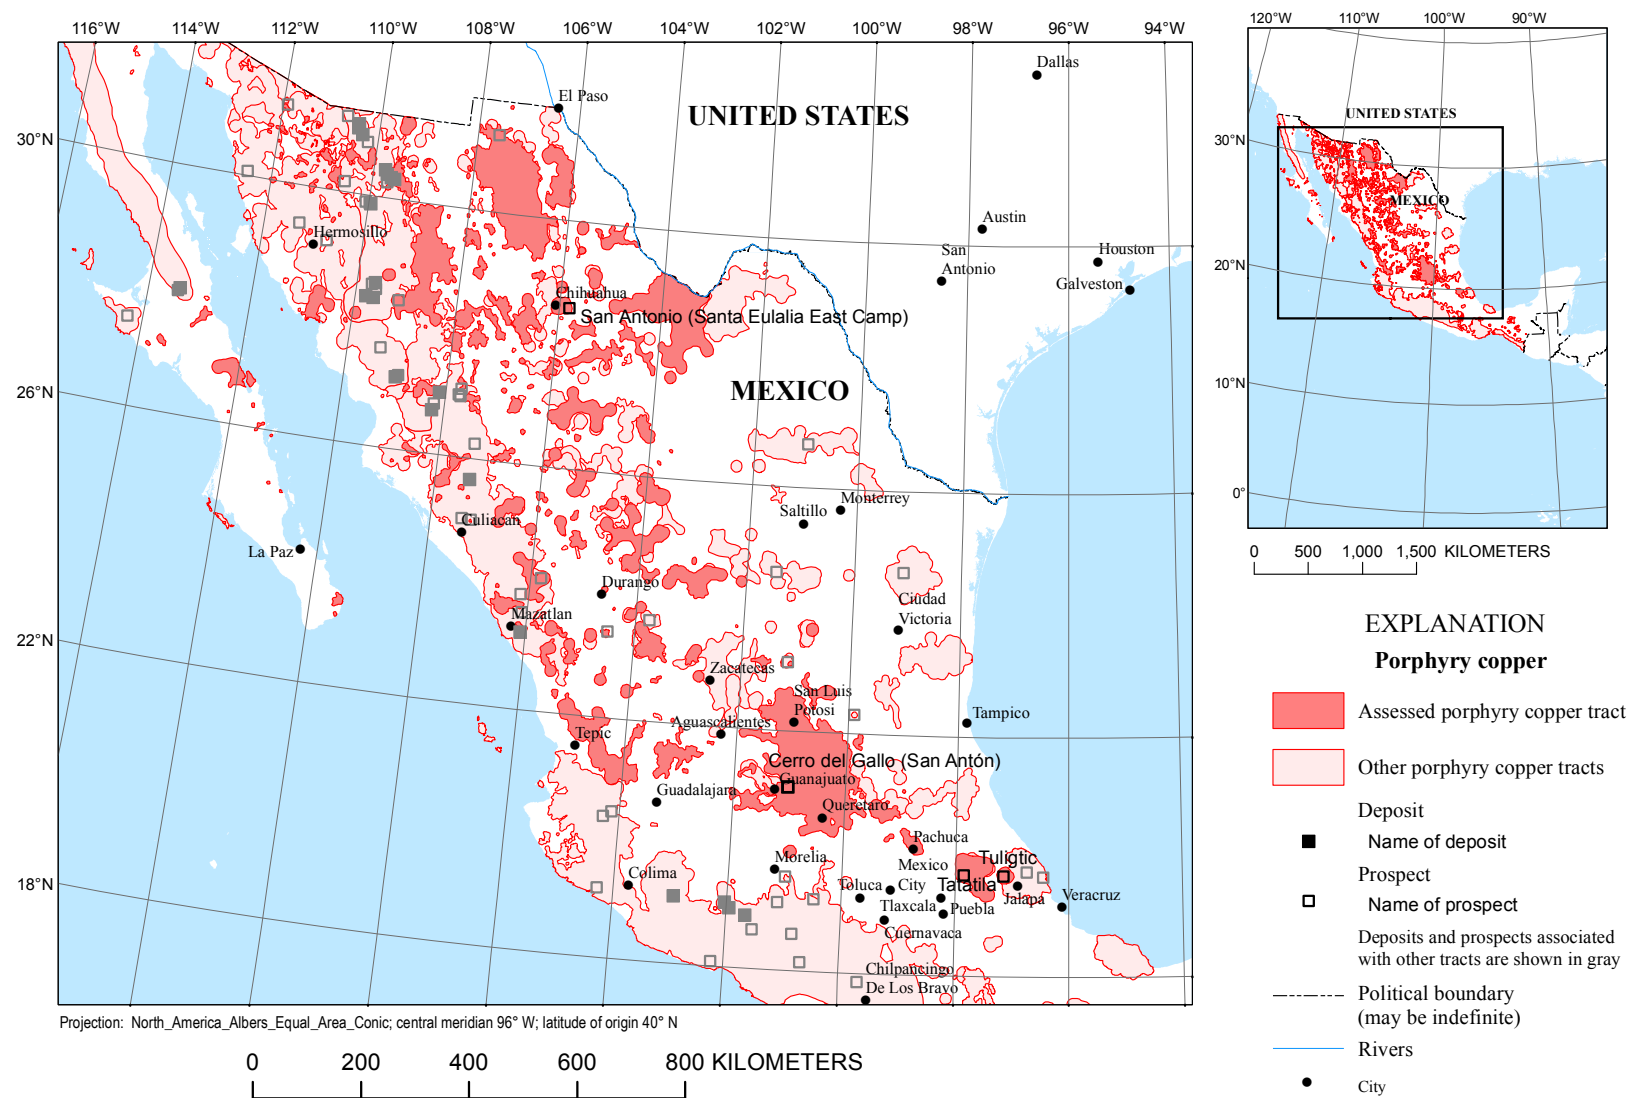 116°W
114°W
112°W
110°W
108°W
106°W
104°W
102°W
100°W
98°W
96°W
94°W
30°N
26°N
22°N
18°N
Dallas
El Paso
UNITED STATES
Austin
San
Antonio
Houston
Galveston
Hermosillo
Chihuahua
San Antonio (Santa Eulalia East Camp)
MEXICO
Monterrey
Saltillo
Culiacan
La Paz
Durango
Ciudad
Victoria
Mazatlan
Zacatecas
San Luis
Potosi
Aguascalientes
Tampico
Tepic
Cerro del Gallo (San Antón)
Guanajuato
Guadalajara
Queretaro
Pachuca
Morelia
Mexico
City
Tuligtic
Colima
Toluca
Tatatila
Jalapa
Veracruz
Tlaxcala
Puebla
Cuernavaca
Chilpancingo
De Los Bravo
Projection: North_America_Albers_Equal_Area_Conic; central meridian 96° W; latitude of origin 40° N
0 200 400 600 800 KILOMETERS
120°W
110°W
100°W
90°W
30°N
20°N
10°N
0°
UNITED STATES
MEXICO
0 500 1,000 1,500 KILOMETERS
EXPLANATION
Porphyry copper
Assessed porphyry copper tract
Other porphyry copper tracts
Deposit
Name of deposit
Prospect
Name of prospect
Deposits and prospects associated
with other tracts are shown in gray
Political boundary
(may be indefinite)
Rivers
City